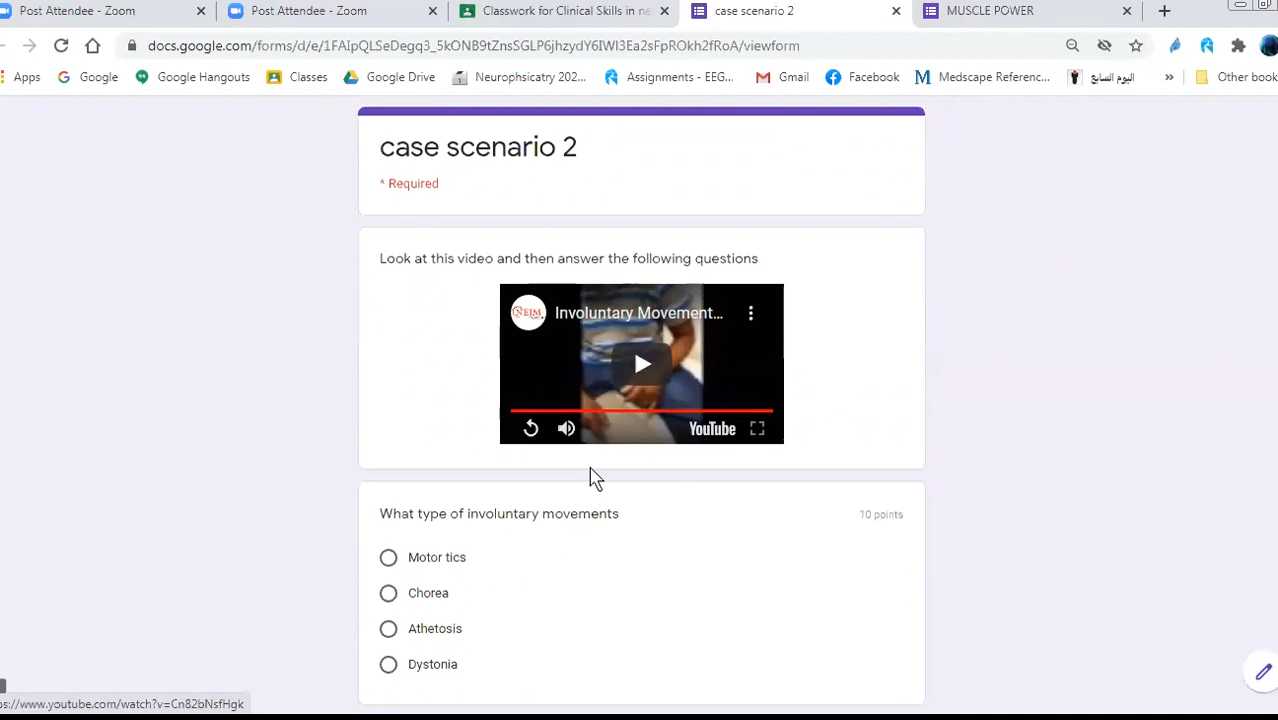 Post Attendee - Zoom
Post Attendee - Zoom
Classwork for Clinical Skills in ne
case scenario 2
MUSCLE POWER
docs.google.com/forms/d/e/1FAIpQLSeDegq3_5kONB9tZnsSGLP6jhzydY6IWI3Ea2sFpROkh2fRoA/viewform
Apps
Google
Google Hangouts
Classes
Google Drive
Neurophsicatry 202...
Assignments - EEG...
Gmail
Facebook
Medscape Referenc...
اليوم السابع
»
Other book
case scenario 2
* Required
Look at this video and then answer the following questions
NEJM
Involuntary Movement...
YouTube
What type of involuntary movements
10 points
Motor tics
Chorea
Athetosis
Dystonia
ps://www.youtube.com/watch?v=Cn82bNsfHgk